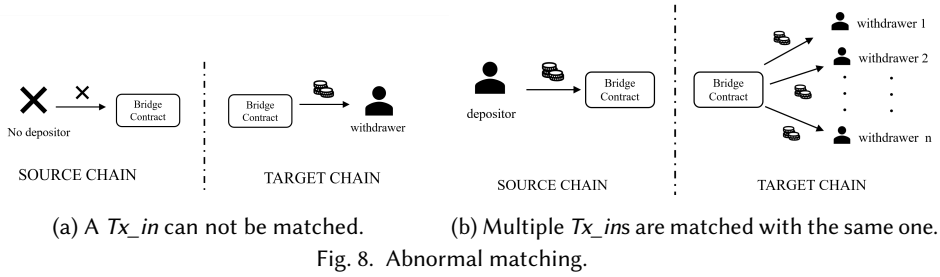 No depositor
Bridge
Contract
SOURCE CHAIN
Bridge
Contract
withdrawer
TARGET CHAIN
(a) A Tx_in can not be matched.
depositor
Bridge
Contract
SOURCE CHAIN
Bridge
Contract
withdrawer 1
withdrawer 2
withdrawer n
TARGET CHAIN
(b) Multiple Tx_ins are matched with the same one.
Fig. 8. Abnormal matching.